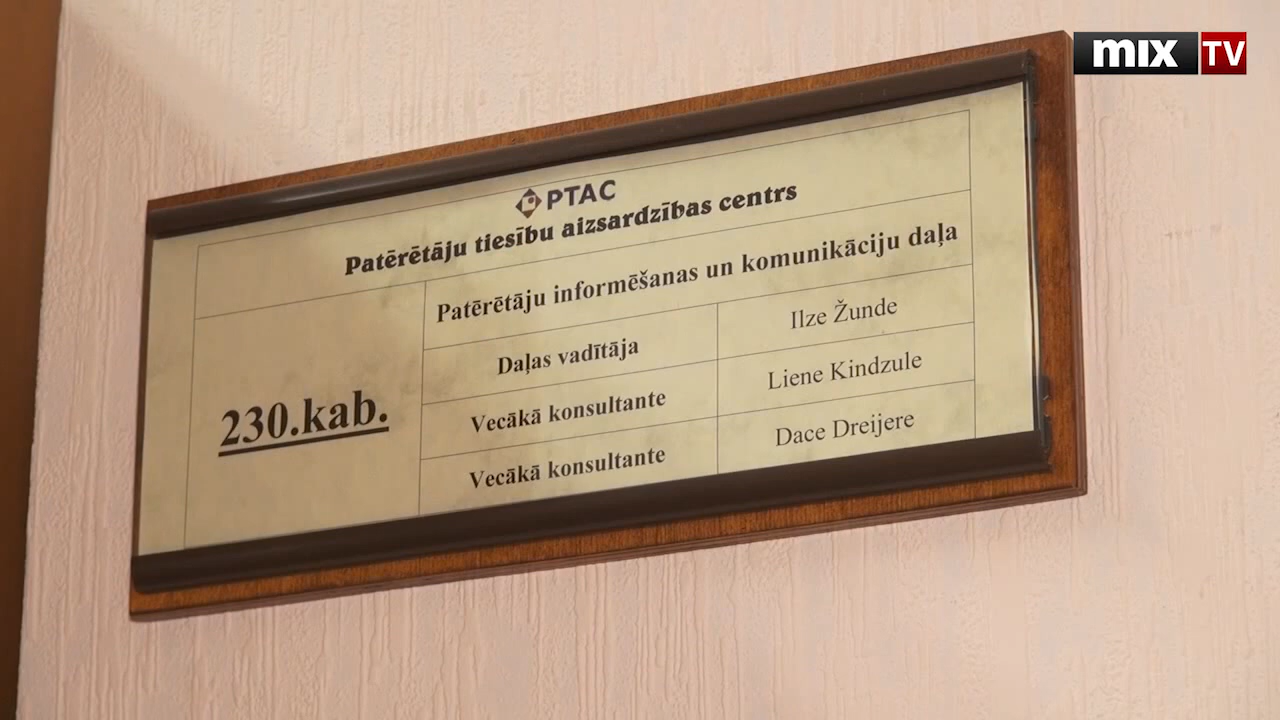 mix TV
PTAC
Patērētāju tiesību aizsardzības centrs
230.kab.
Patērētāju informēšanas un komunikāciju daļa
Daļas vadītāja Ilze Žunde
Vecākā konsultante Liene Kindzule
Vecākā konsultante Dace Dreijere